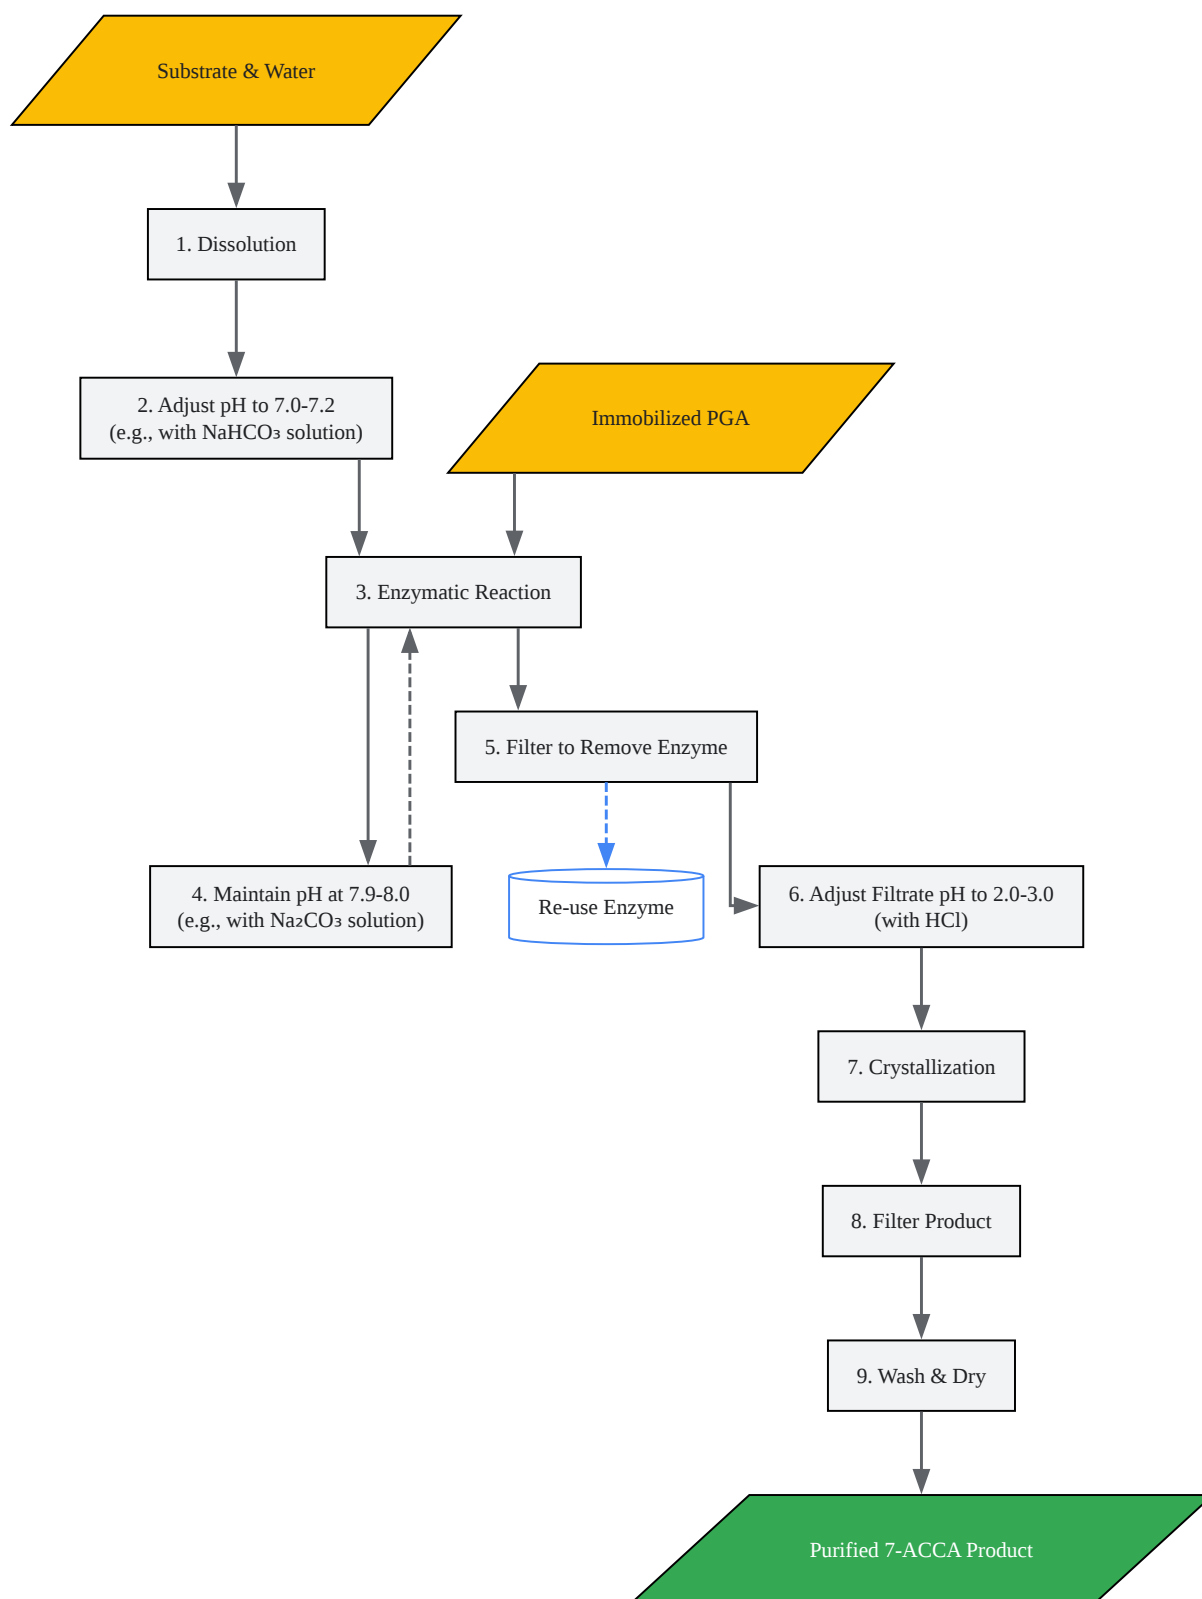 Substrate & Water
1. Dissolution
2. Adjust pH to 7.0-7.2
(e.g., with NaHCO₃ solution)
Immobilized PGA
3. Enzymatic Reaction
5. Filter to Remove Enzyme
4. Maintain pH at 7.9-8.0
(e.g., with Na₂CO₃ solution)
Re-use Enzyme
6. Adjust Filtrate pH to 2.0-3.0
(with HCl)
7. Crystallization
8. Filter Product
9. Wash & Dry
Purified 7-ACCA Product